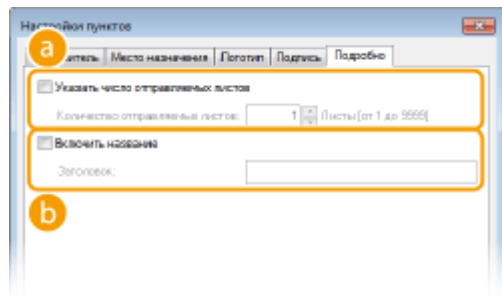 Настройки пунктов
a
Место назначения Логотип Подпись Подробно
Указать число отправляемых листов
Количество отправляемых листов: 1 Листы [от 1 до 9999]
Включить название
Заголовок:
b